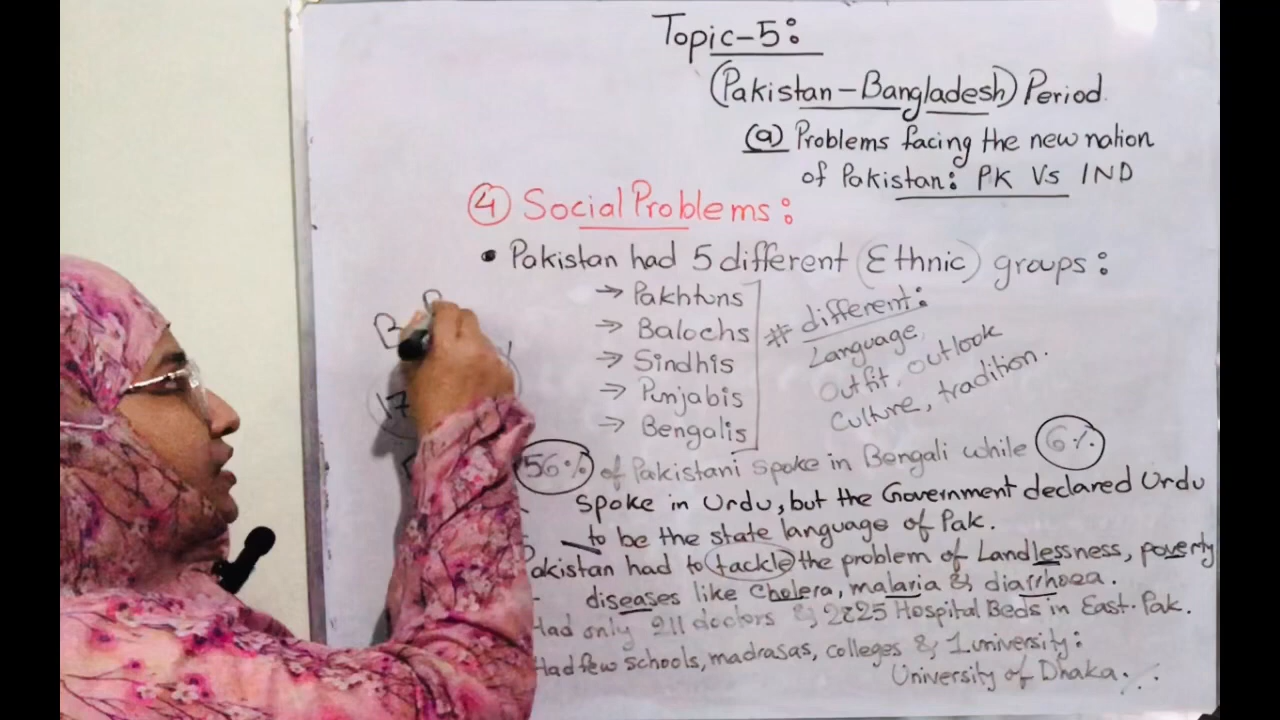 Topic-5:
(Pakistan-Bangladesh) Period.
(a) Problems facing the new nation
of Pakistan: PK Vs IND
④ Social Problems:
• Pakistan had 5 different (Ethnic) groups:
→ Pakhtuns
→ Balochs
→ Sindhis
→ Punjabis
→ Bengalis
# different:
Language,
outfit, outlook
culture, tradition.
B
17
56% of Pakistani spoke in Bengali while 6%
spoke in Urdu, but the Government declared Urdu
to be the state language of Pak.
akistan had to tackle the problem of Landlessness, poverty
diseases like Cholera, malaria & diarrhoea.
Had only 211 doctors & Hospital Beds in East-Pak.
Had few schools, madrasas, colleges & 1 university:
University of Dhaka.